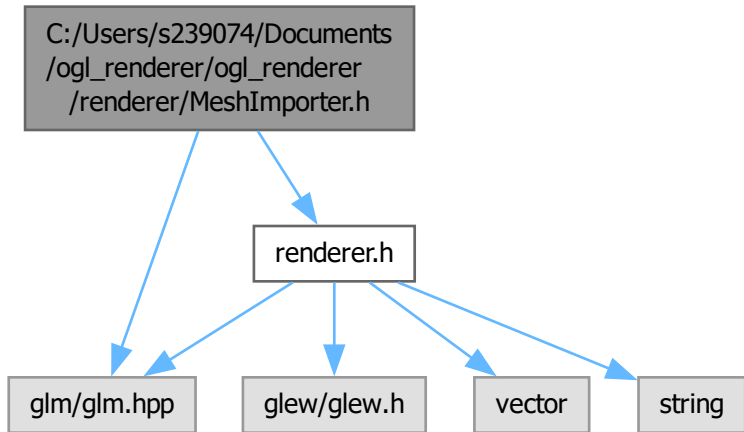 C:/Users/s239074/Documents
/ogl_renderer/ogl_renderer
/renderer/MeshImporter.h
renderer.h
glm/glm.hpp
glew/glew.h
vector
string